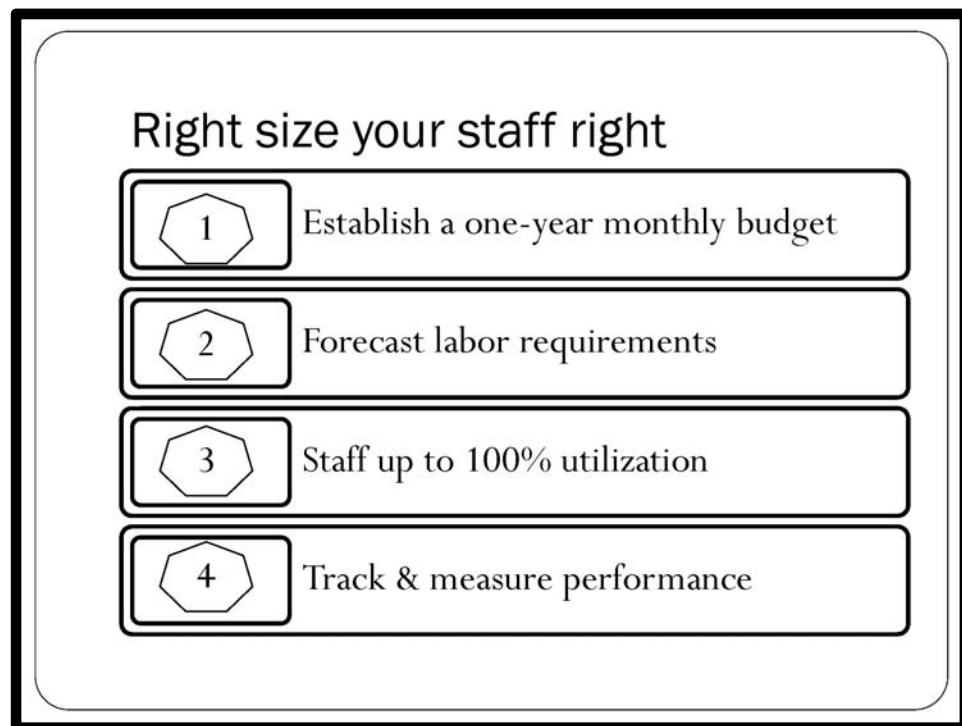 Right size your staff right
1
Establish a one-year monthly budget
2
Forecast labor requirements
3
Staff up to 100% utilization
4
Track & measure performance